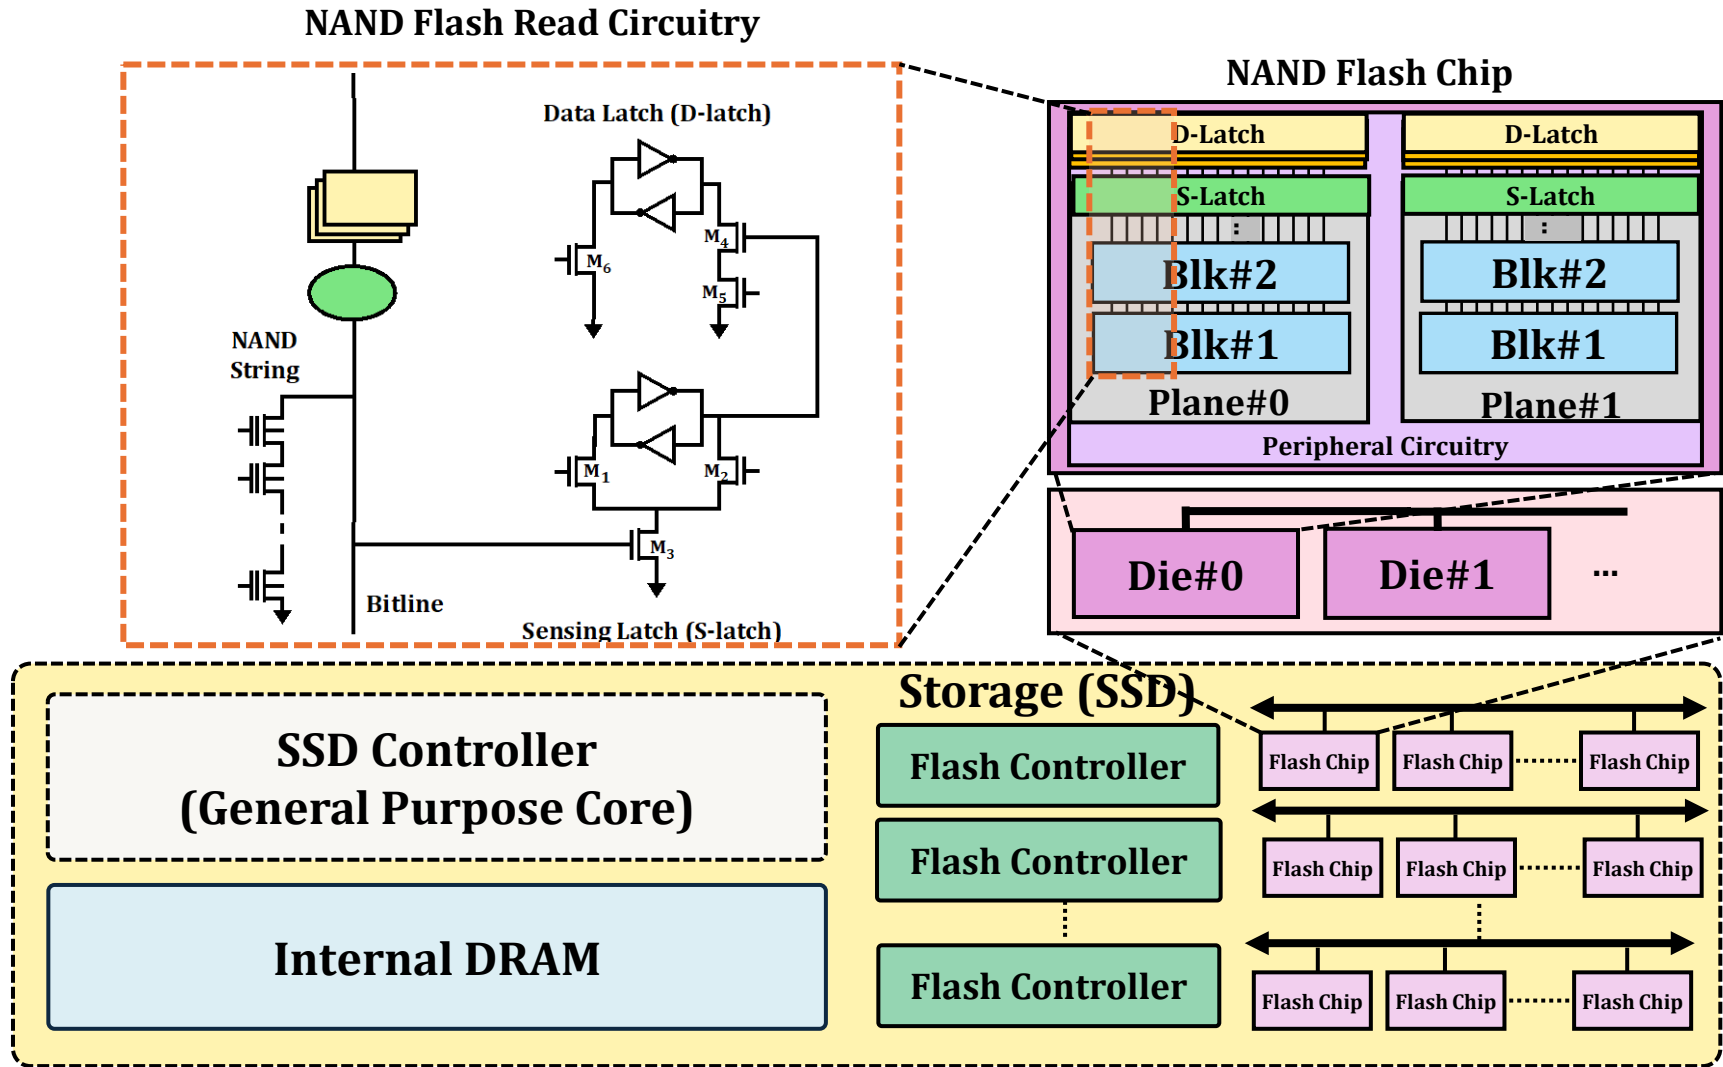 NAND Flash Read Circuitry
Data Latch (D-latch)
M4
M6
M5
NAND
String
M1
M2
M3
Bitline
Sensing Latch (S-latch)
NAND Flash Chip
D-Latch
D-Latch
S-Latch
S-Latch
:
:
Blk#2
Blk#2
Blk#1
Blk#1
Plane#0
Plane#1
Peripheral Circuitry
Die#0
Die#1
...
Storage (SSD)
SSD Controller
(General Purpose Core)
Internal DRAM
Flash Controller
Flash Controller
Flash Controller
Flash Chip
Flash Chip
Flash Chip
Flash Chip
Flash Chip
Flash Chip
Flash Chip
Flash Chip
Flash Chip